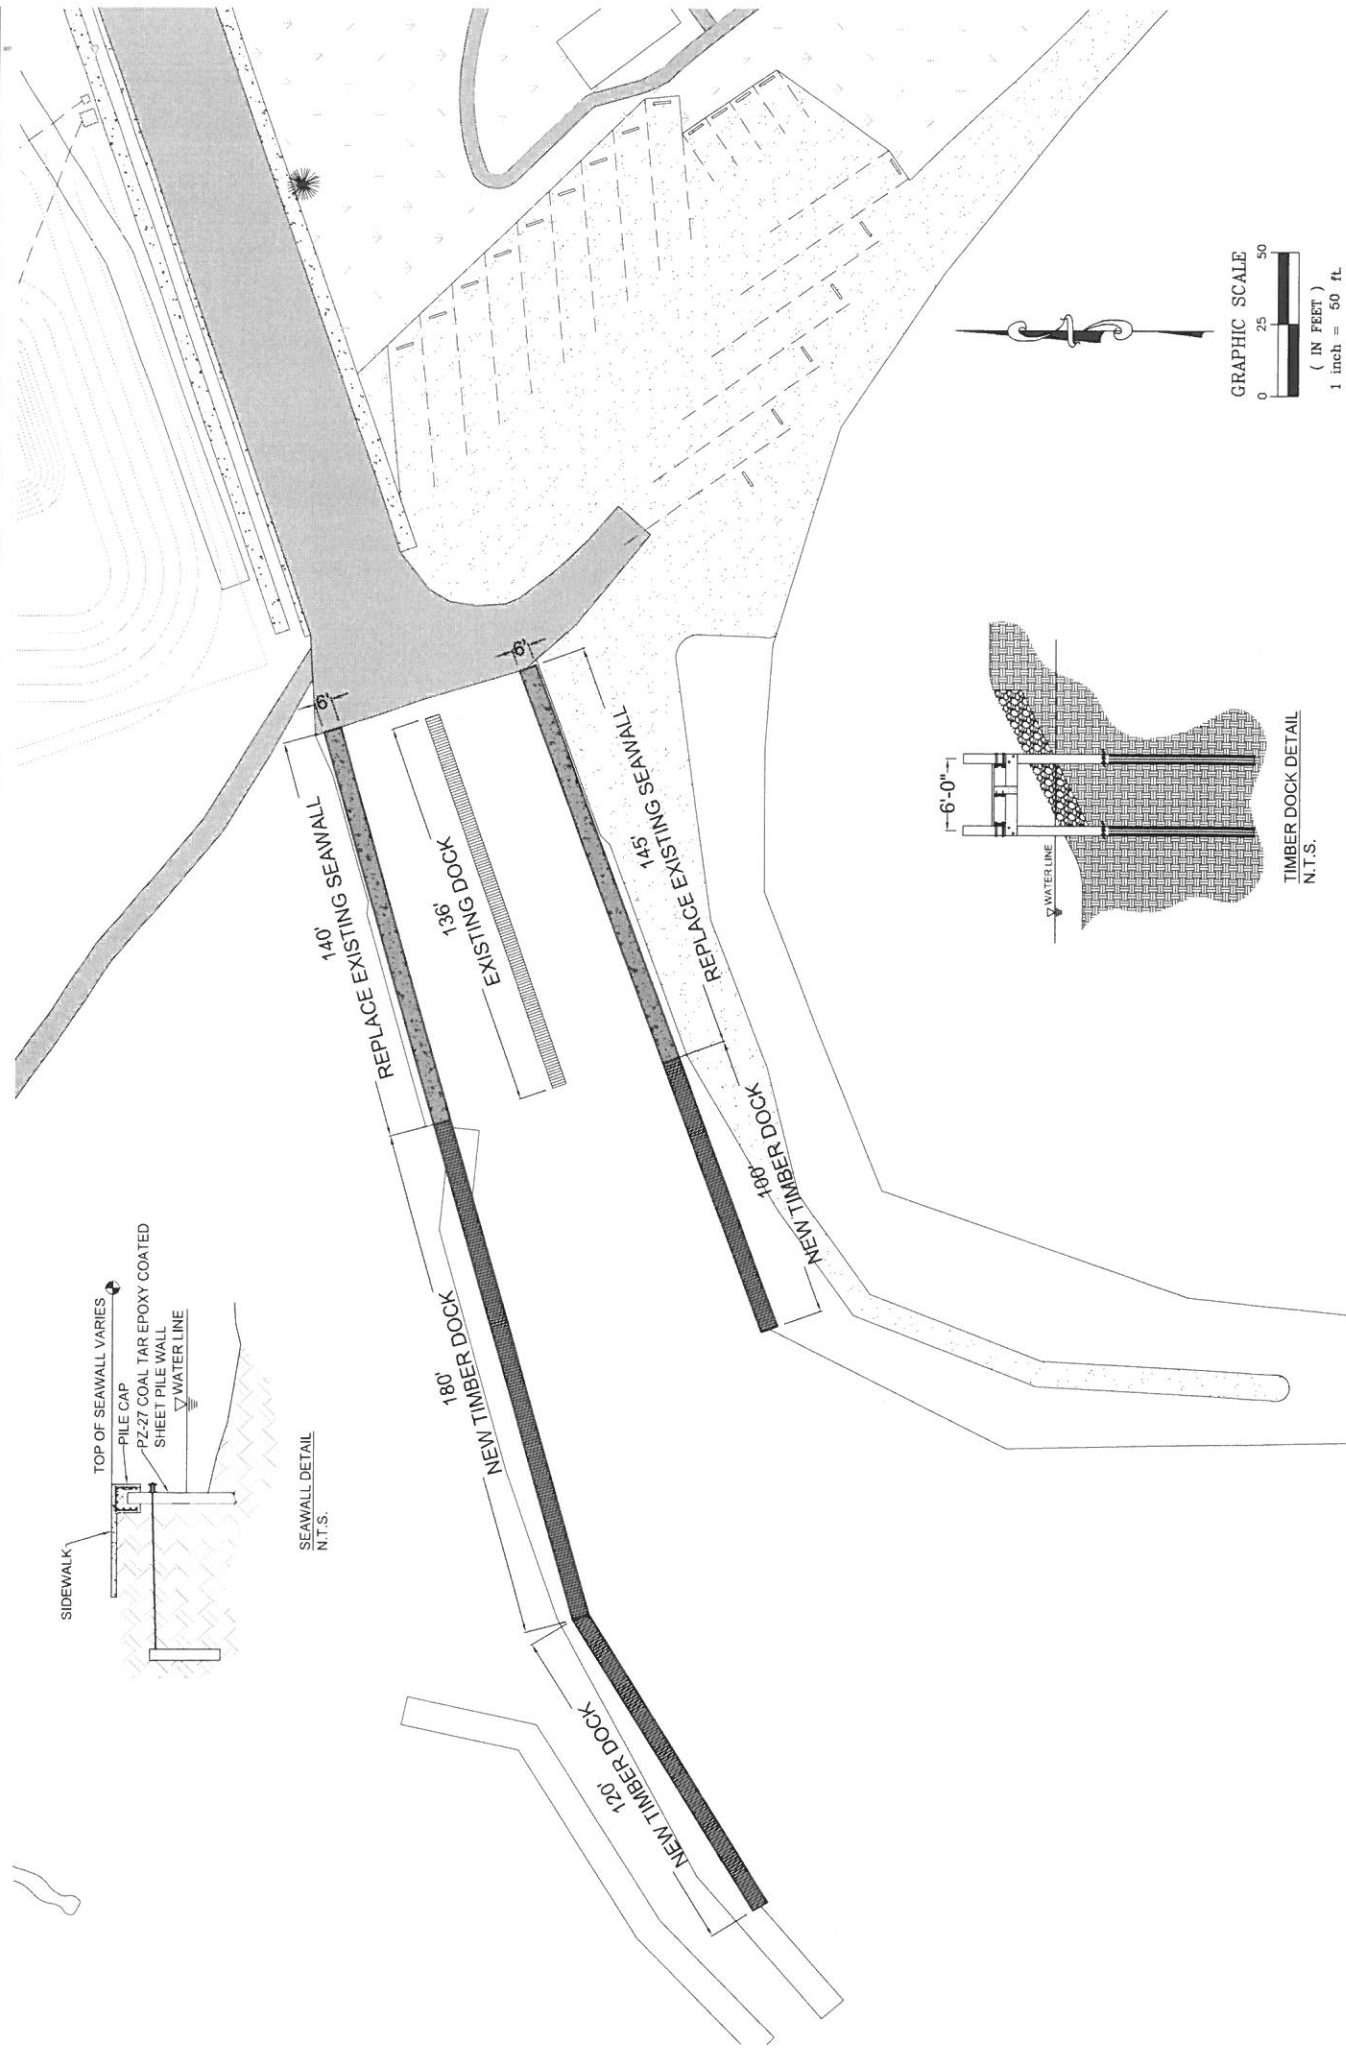 SIDEWALK
TOP OF SEAWALL VARIES
PILE CAP
PZ-27 COAL TAR EPOXY COATED
SHEET PILE WALL
WATER LINE
SEAWALL DETAIL
N.T.S.
120'
NEW TIMBER DOCK
180'
NEW TIMBER DOCK
140'
REPLACE EXISTING SEAWALL
6'
136'
EXISTING DOCK
6'
145'
REPLACE EXISTING SEAWALL
100'
NEW TIMBER DOCK
6'-0"
WATER LINE
TIMBER DOCK DETAIL
N.T.S.
GRAPHIC SCALE
0 25 50
( IN FEET )
1 inch = 50 ft.